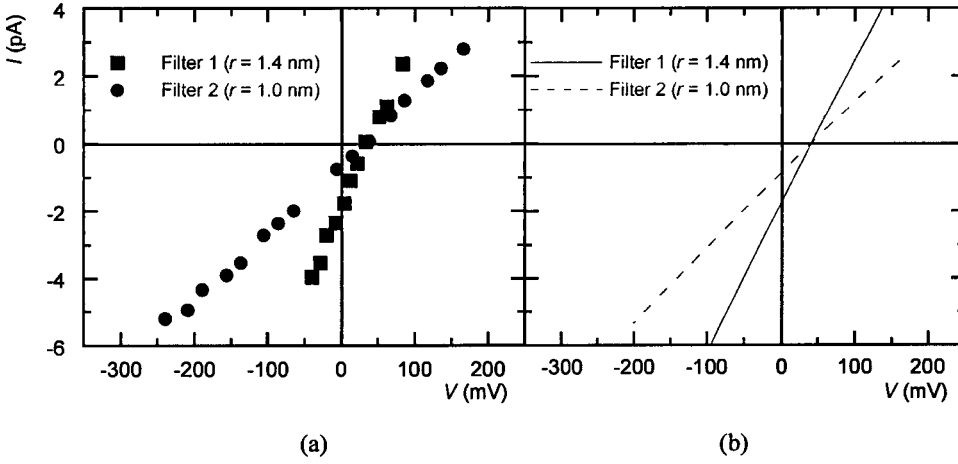 I (pA)
4
2
0
-2
-4
-6
Filter 1 (r = 1.4 nm)
Filter 2 (r = 1.0 nm)
-300 -200 -100 0 100 200
V (mV)
(a)
Filter 1 (r = 1.4 nm)
Filter 2 (r = 1.0 nm)
-300 -200 -100 0 100 200
V (mV)
(b)